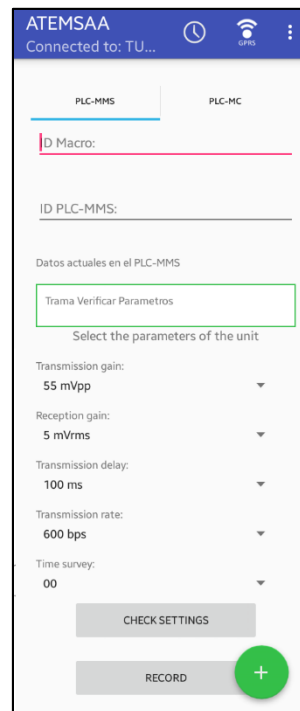 ATEMSAA
Connected to: TU...
GPRS
PLC-MMS PLC-MC
ID Macro:
ID PLC-MMS:
Datos actuales en el PLC-MMS
Trama Verificar Parametros
Select the parameters of the unit
Transmission gain:
55 mVpp
Reception gain:
5 mVrms
Transmission delay:
100 ms
Transmission rate:
600 bps
Time survey:
00
CHECK SETTINGS
RECORD
+